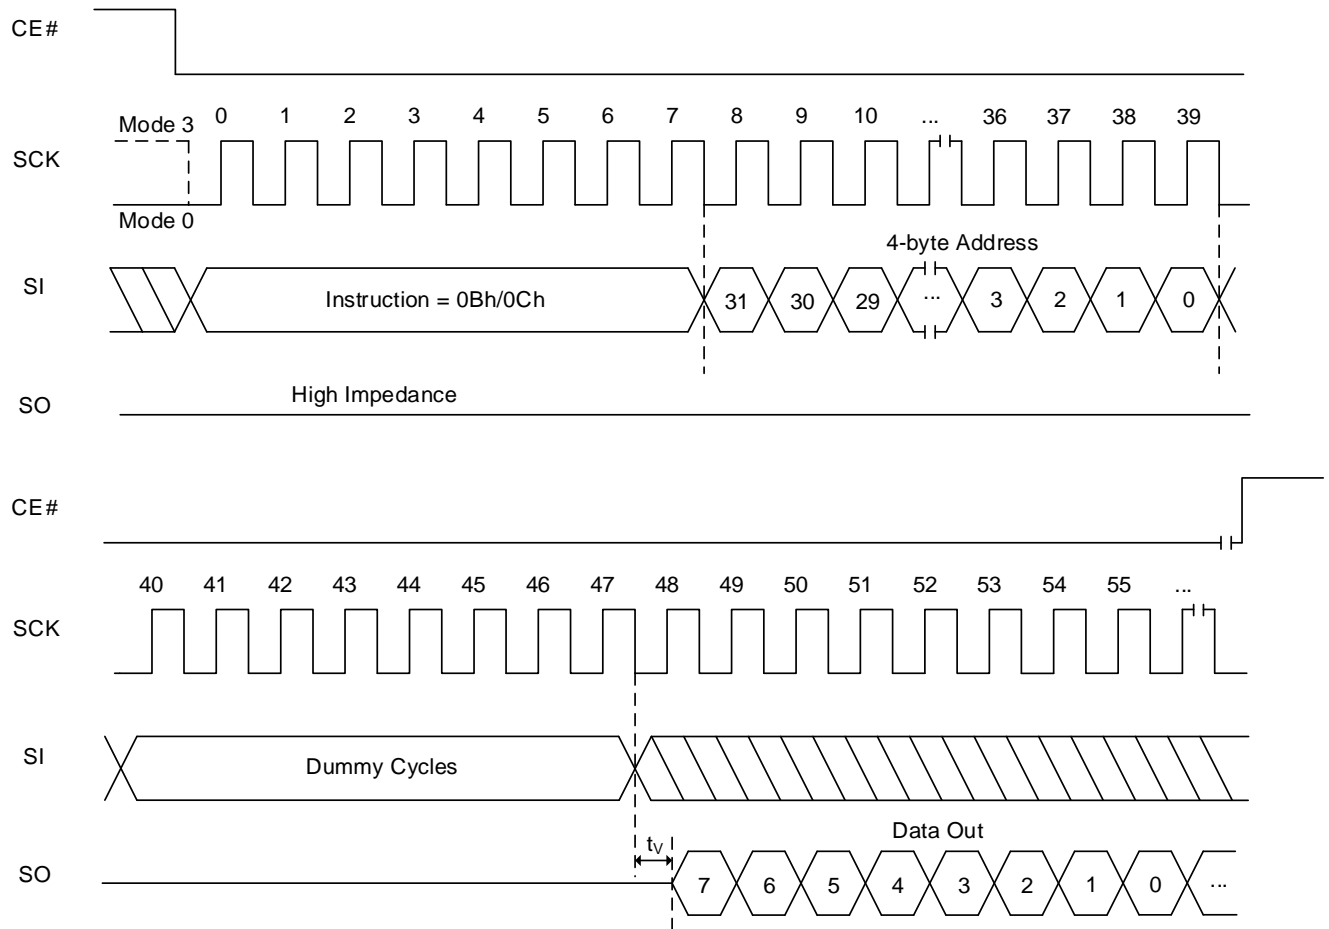 CE#
0 1 2 3 4 5 6 7 8 9 10 ... 36 37 38 39
Mode 3
SCK
Mode 0
4-byte Address
SI
Instruction = 0Bh/0Ch 31 30 29 ... 3 2 1 0
High Impedance
SO
CE#
40 41 42 43 44 45 46 47 48 49 50 51 52 53 54 55 ...
SCK
SI
Dummy Cycles
Data Out
tV
SO
7 6 5 4 3 2 1 0 ...